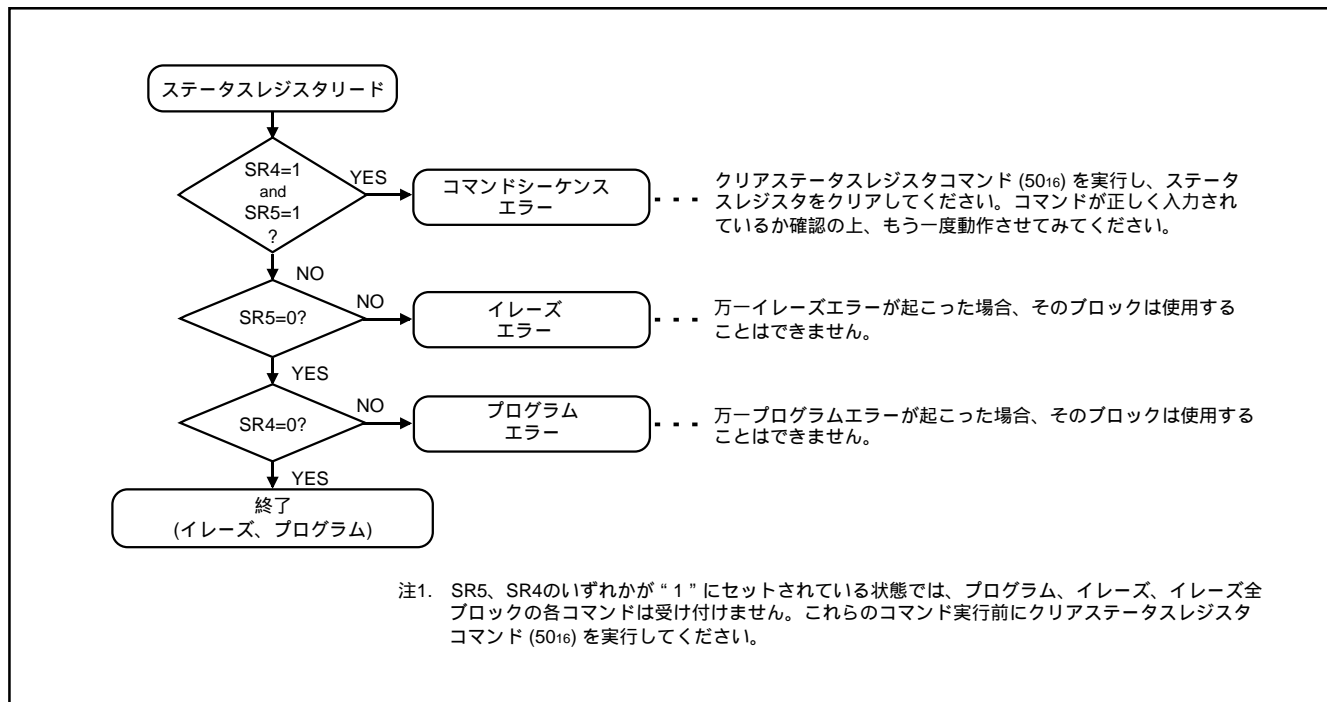 ステータスレジスタリード
SR4=1
and
SR5=1
?
YES
コマンドシーケンス
エラー
クリアステータスレジスタコマンド (5016) を実行し、ステータ
スレジスタをクリアしてください。コマンドが正しく入力され
ているか確認の上、もう一度動作させてみてください。
NO
SR5=0?
NO
イレーズ
エラー
万一イレーズエラーが起こった場合、そのブロックは使用する
ことはできません。
YES
SR4=0?
NO
プログラム
エラー
万一プログラムエラーが起こった場合、そのブロックは使用する
ことはできません。
YES
終了
(イレーズ、プログラム)
注1. SR5、SR4のいずれかが“1”にセットされている状態では、プログラム、イレーズ、イレーズ全
ブロックの各コマンドは受け付けません。これらのコマンド実行前にクリアステータスレジスタ
コマンド (5016) を実行してください。